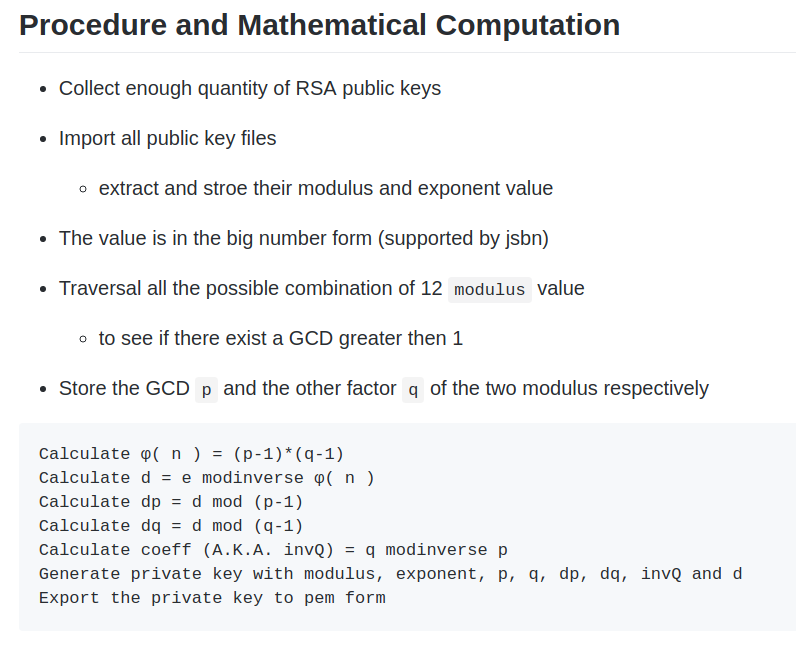 Procedure and Mathematical Computation
Collect enough quantity of RSA public keys
Import all public key files
extract and stroe their modulus and exponent value
The value is in the big number form (supported by jsbn)
Traversal all the possible combination of 12 modulus value
to see if there exist a GCD greater then 1
Store the GCD p and the other factor q of the two modulus respectively
Calculate φ( n ) = (p-1)*(q-1)
Calculate d = e modinverse φ( n )
Calculate dp = d mod (p-1)
Calculate dq = d mod (q-1)
Calculate coeff (A.K.A. invQ) = q modinverse p
Generate private key with modulus, exponent, p, q, dp, dq, invQ and d
Export the private key to pem form